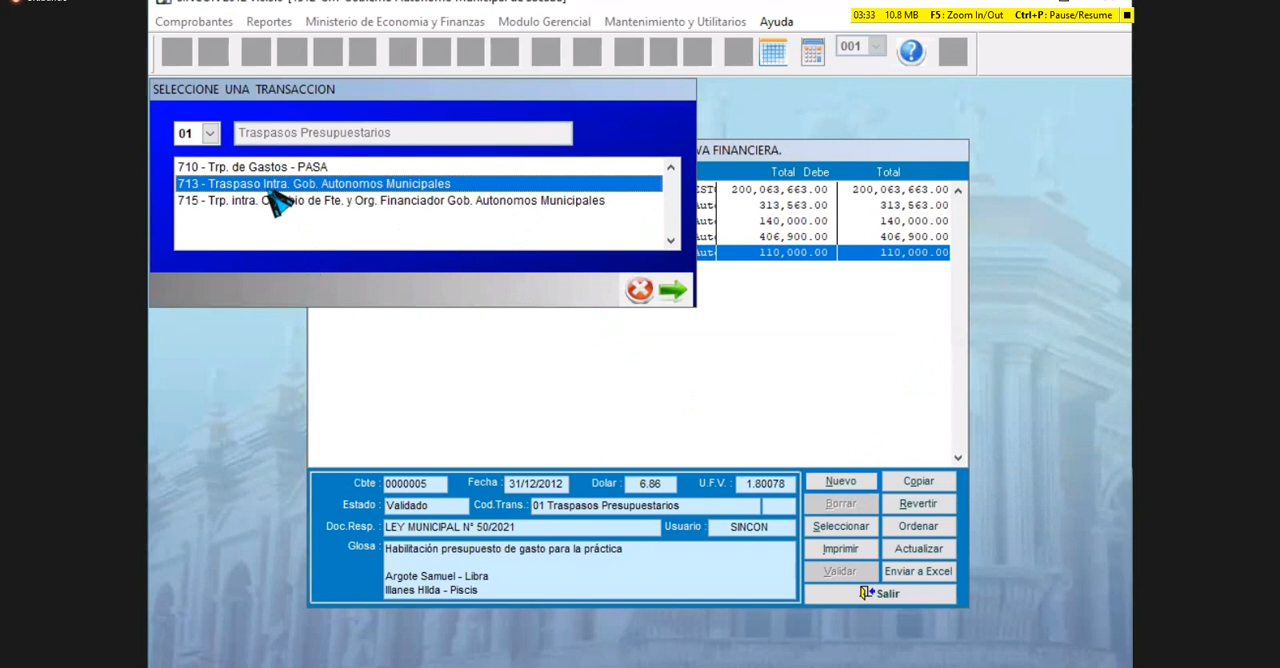 Comprobantes Reportes Ministerio de Economia y Finanzas Modulo Gerencial Mantenimiento y Utilitarios Ayuda
03:33 10.8 MB F5: Zoom In/Out Ctrl+P: Pause/Resume
001
SELECCIONE UNA TRANSACCION
01 Traspasos Presupuestarios
710 - Trp. de Gastos - PASA
713 - Traspaso Intra. Gob. Autonomos Municipales
715 - Trp. intra. de Fte. y Org. Financiador Gob. Autonomos Municipales
VA FINANCIERA.
Total Debe Total
200,063,663.00 200,063,663.00
313,563.00 313,563.00
140,000.00 140,000.00
406,900.00 406,900.00
110,000.00 110,000.00
Cbte : 0000005 Fecha : 31/12/2012 Dolar : 6.86 U.F.V. : 1.80078
Estado : Validado Cod.Trans.: 01 Traspasos Presupuestarios
Doc.Resp.: LEY MUNICIPAL N° 50/2021 Usuario : SINCON
Glosa : Habilitación presupuesto de gasto para la práctica
Argote Samuel - Libra
Illanes Hilda - Piscis
Nuevo Copiar
Borrar Revertir
Seleccionar Ordenar
Imprimir Actualizar
Validar Enviar a Excel
Salir